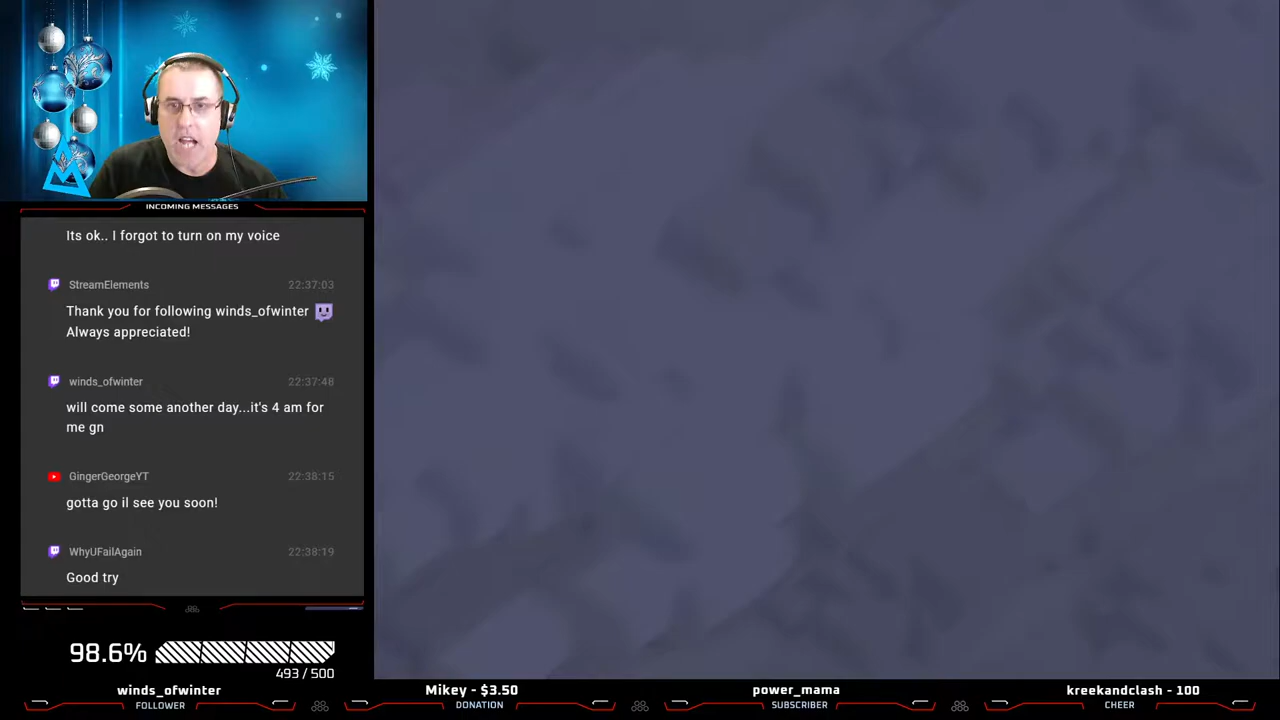 INCOMING MESSAGES
Its ok.. I forgot to turn on my voice
StreamElements 22:37:03
Thank you for following winds_ofwinter
Always appreciated!
winds_ofwinter 22:37:48
will come some another day...it's 4 am for
me gn
GingerGeorgeYT 22:38:15
gotta go il see you soon!
WhyUFailAgain 22:38:19
Good try
98.6%
493 / 500
winds_ofwinter
FOLLOWER
Mikey - $3.50
DONATION
power_mama
SUBSCRIBER
kreekandclash - 100
CHEER